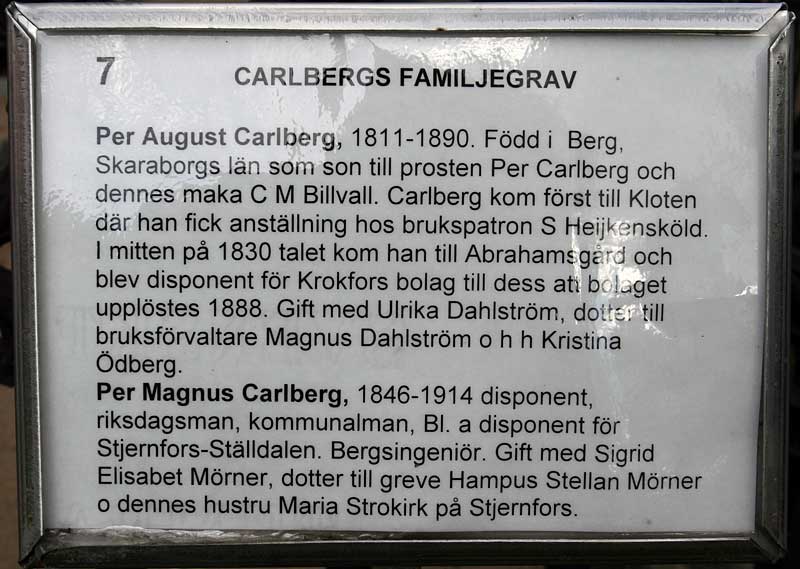 7 CARLBERGS FAMILJEGRAV
Per August Carlberg, 1811-1890. Född i Berg,
Skaraborgs län som son till prosten Per Carlberg och
dennes maka C M Billvall. Carlberg kom först till Kloten
där han fick anställning hos brukspatron S Heijkensköld.
I mitten på 1830 talet kom han till Abrahamsgård och
blev disponent för Krokfors bolag till dess att bolaget
upplöstes 1888. Gift med Ulrika Dahlström, dotter till
bruksförvaltare Magnus Dahlström o h h Kristina
Ödberg.
Per Magnus Carlberg, 1846-1914 disponent,
riksdagsman, kommunalman, Bl. a disponent för
Stjernfors-Ställdalen. Bergsingeniör. Gift med Sigrid
Elisabet Mörner, dotter till greve Hampus Stellan Mörner
o dennes hustru Maria Strokirk på Stjernfors.